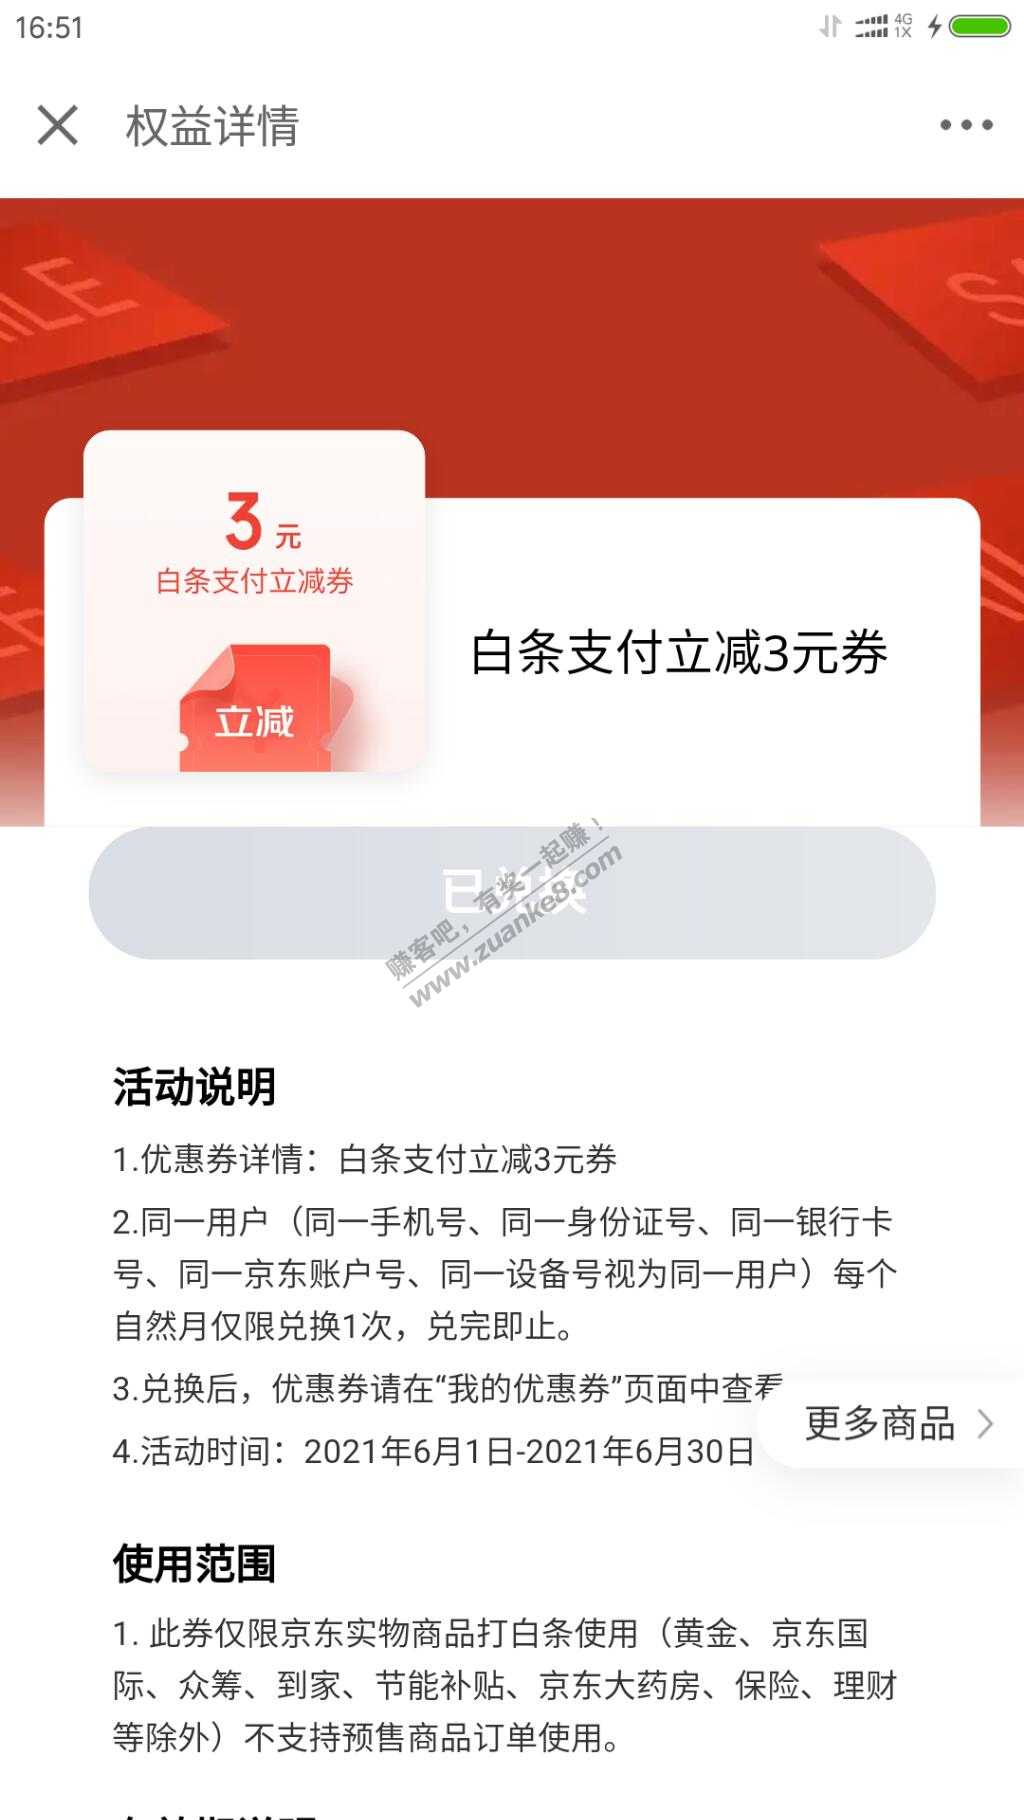 16:51
4G
1X
权益详情
SALE
3 元
白条支付立减券
立减
白条支付立减3元券
已兑换
赚客吧，有奖一起赚！
www.zuanke8.com
活动说明
1.优惠券详情：白条支付立减3元券
2.同一用户（同一手机号、同一身份证号、同一银行卡
号、同一京东账户号、同一设备号视为同一用户）每个
自然月仅限兑换1次，兑完即止。
3.兑换后，优惠券请在“我的优惠券”页面中查看
更多商品
4.活动时间：2021年6月1日-2021年6月30日
使用范围
1. 此券仅限京东实物商品打白条使用（黄金、京东国
际、众筹、到家、节能补贴、京东大药房、保险、理财
等除外）不支持预售商品订单使用。